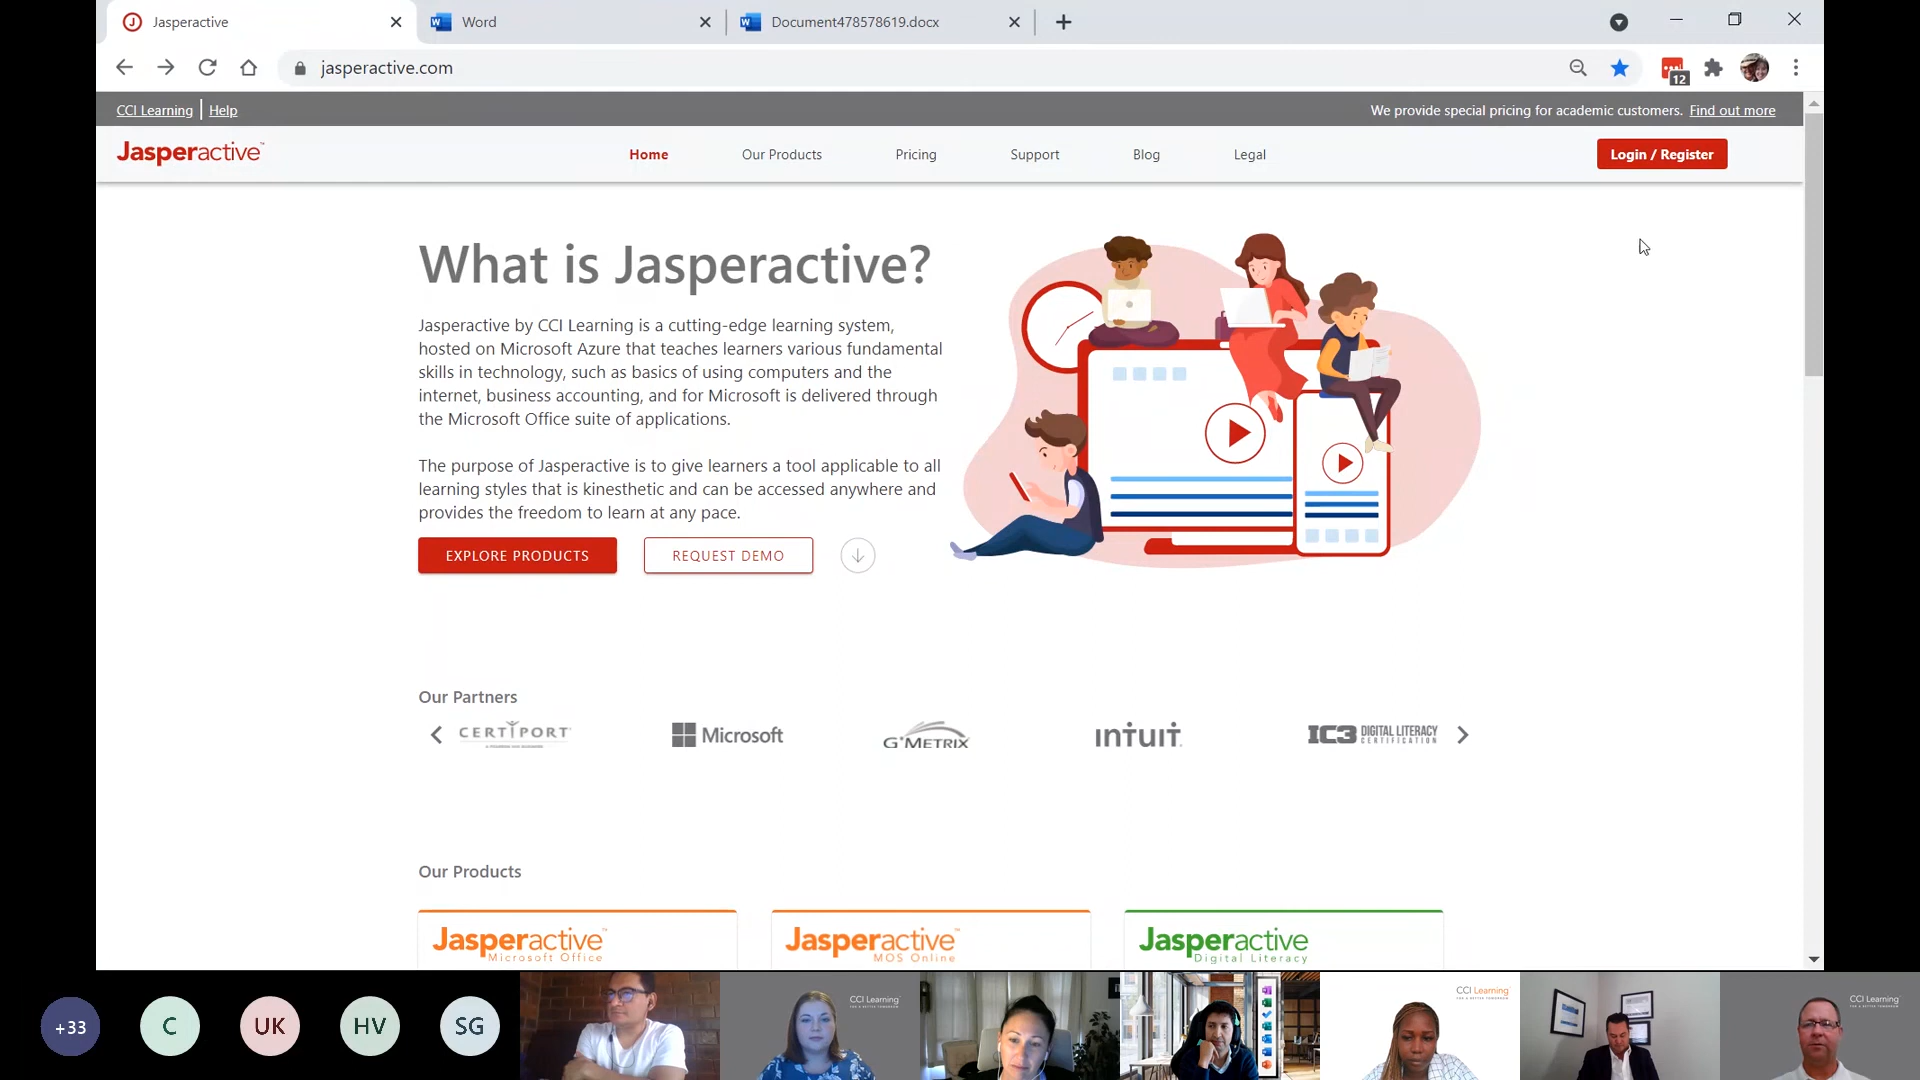 Jasperactive
Word
Document478578619.docx
jasperactive.com
12
CCI Learning | Help
We provide special pricing for academic customers. Find out more
Jasperactive™
Home
Our Products
Pricing
Support
Blog
Legal
Login / Register
What is Jasperactive?
Jasperactive by CCI Learning is a cutting-edge learning system,
hosted on Microsoft Azure that teaches learners various fundamental
skills in technology, such as basics of using computers and the
internet, business accounting, and for Microsoft is delivered through
the Microsoft Office suite of applications.
The purpose of Jasperactive is to give learners a tool applicable to all
learning styles that is kinesthetic and can be accessed anywhere and
provides the freedom to learn at any pace.
EXPLORE PRODUCTS
REQUEST DEMO
Our Partners
CERTIPORT
Microsoft
GMETRIX
intuit
IC3 DIGITAL LITERACY
CERTIFICATION
Our Products
Jasperactive™
Microsoft Office
Jasperactive™
MOS Online
Jasperactive
Digital Literacy
+33
C
UK
HV
SG
CCI Learning
CCI Learning
CCI Learning